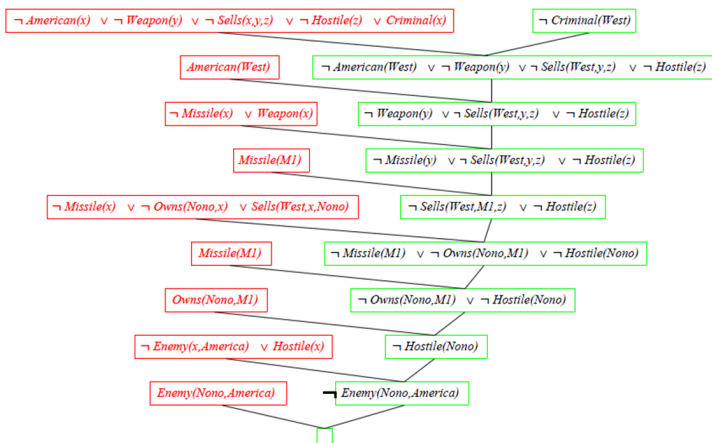 ¬ American(x) ∨ ¬ Weapon(y) ∨ ¬ Sells(x,y,z) ∨ ¬ Hostile(z) ∨ Criminal(x)
¬ Criminal(West)
American(West)
¬ American(West) ∨ ¬ Weapon(y) ∨ ¬ Sells(West,y,z) ∨ ¬ Hostile(z)
¬ Missile(x) ∨ Weapon(x)
¬ Weapon(y) ∨ ¬ Sells(West,y,z) ∨ ¬ Hostile(z)
Missile(M1)
¬ Missile(y) ∨ ¬ Sells(West,y,z) ∨ ¬ Hostile(z)
¬ Missile(x) ∨ ¬ Owns(Nono,x) ∨ Sells(West,x,Nono)
¬ Sells(West,M1,z) ∨ ¬ Hostile(z)
Missile(M1)
¬ Missile(M1) ∨ ¬ Owns(Nono,M1) ∨ ¬ Hostile(Nono)
Owns(Nono,M1)
¬ Owns(Nono,M1) ∨ ¬ Hostile(Nono)
¬ Enemy(x,America) ∨ Hostile(x)
¬ Hostile(Nono)
Enemy(Nono,America)
¬ Enemy(Nono,America)